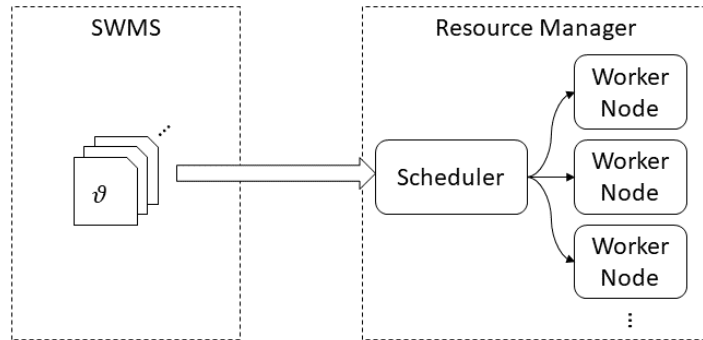 SWMS
Resource Manager
Worker
Node
...
ϑ
Scheduler
Worker
Node
Worker
Node
...